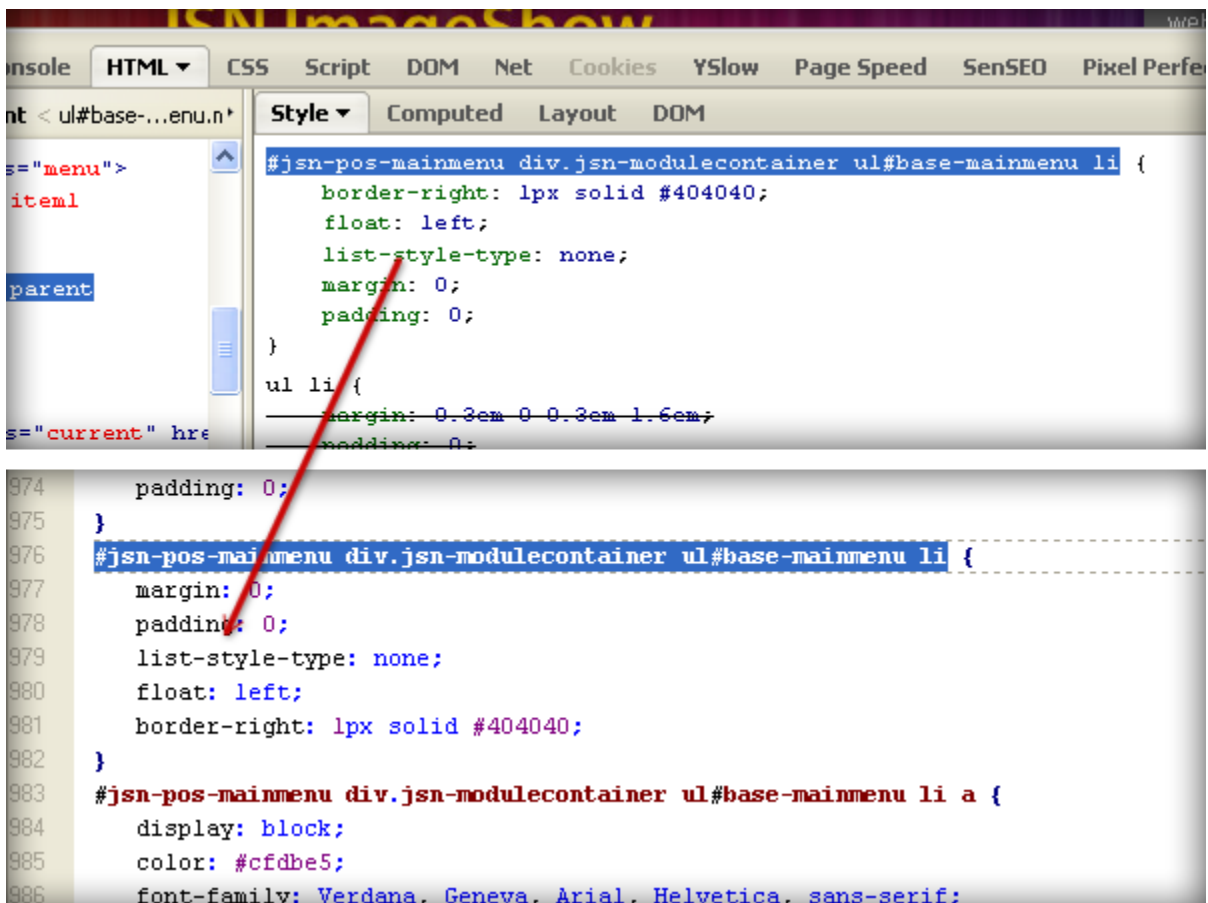 JSN ImageShow
web
onsole HTML CSS Script DOM Net Cookies YSlow Page Speed SenSEO Pixel Perfe
nt < ul#base-...enu.n
Style Computed Layout DOM
s="menu">
item1
parent
s="current" hre
#jsn-pos-mainmenu div.jsn-modulecontainer ul#base-mainmenu li {
border-right: 1px solid #404040;
float: left;
list-style-type: none;
margin: 0;
padding: 0;
}
ul li {
margin: 0.3em 0 0.3em 1.6em;
padding: 0;
974 padding: 0;
975 }
976 #jsn-pos-mainmenu div.jsn-modulecontainer ul#base-mainmenu li {
977 margin: 0;
978 padding: 0;
979 list-style-type: none;
980 float: left;
981 border-right: 1px solid #404040;
982 }
983 #jsn-pos-mainmenu div.jsn-modulecontainer ul#base-mainmenu li a {
984 display: block;
985 color: #cfdbe5;
986 font-family: Verdana, Geneva, Arial, Helvetica, sans-serif;